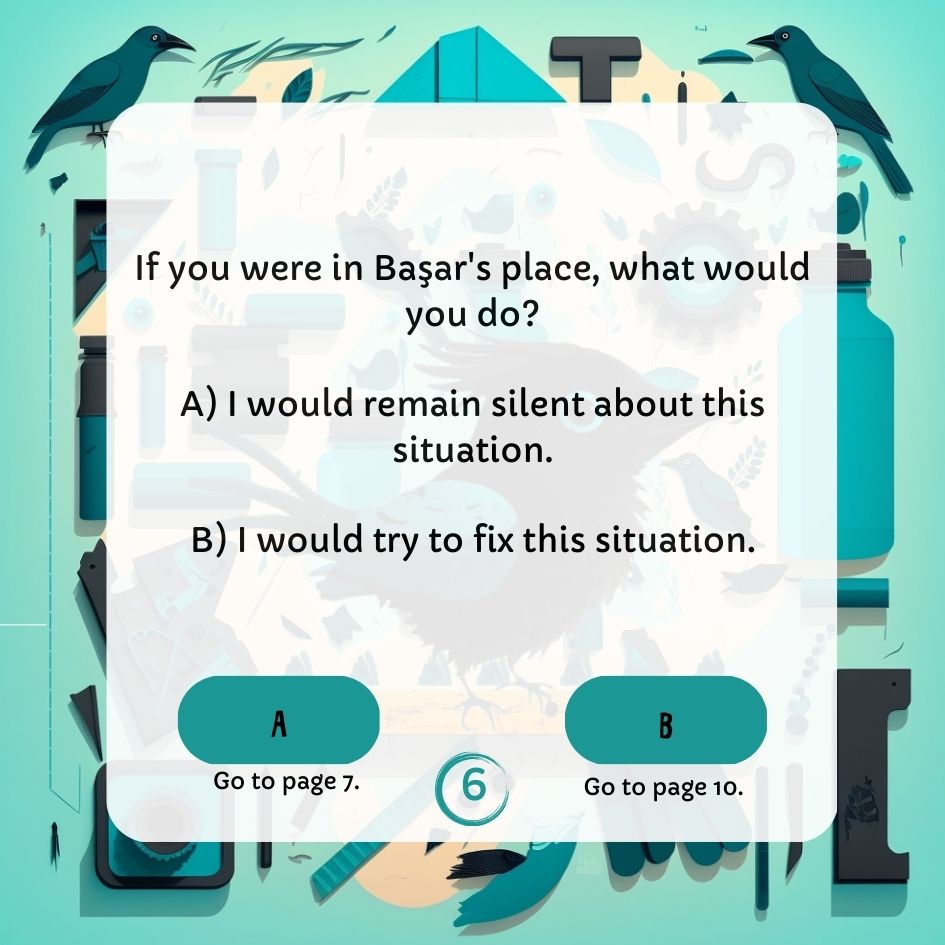 If you were in Başar's place, what would
you do?
A) I would remain silent about this
situation.
B) I would try to fix this situation.
A
B
Go to page 7.
Go to page 10.
6